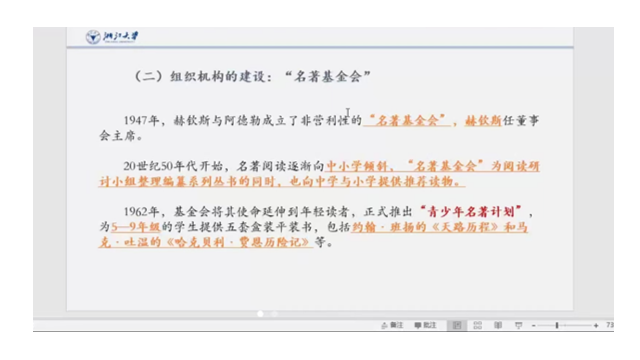 浙江大学
（二）组织机构的建设：“名著基金会”
1947年，赫钦斯与阿德勒成立了非营利性的“名著基金会”，赫钦斯任董事
会主席。
20世纪50年代开始，名著阅读逐渐向中小学倾斜，“名著基金会”为阅读研
讨小组整理编纂系列丛书的同时，也向中学与小学提供推荐读物。
1962年，基金会将其使命延伸到年轻读者，正式推出“青少年名著计划”，
为5—9年级的学生提供五套盒装平装书，包括约翰·班扬的《天路历程》和马
克·吐温的《哈克贝利·费恩历险记》等。
备注 批注 73